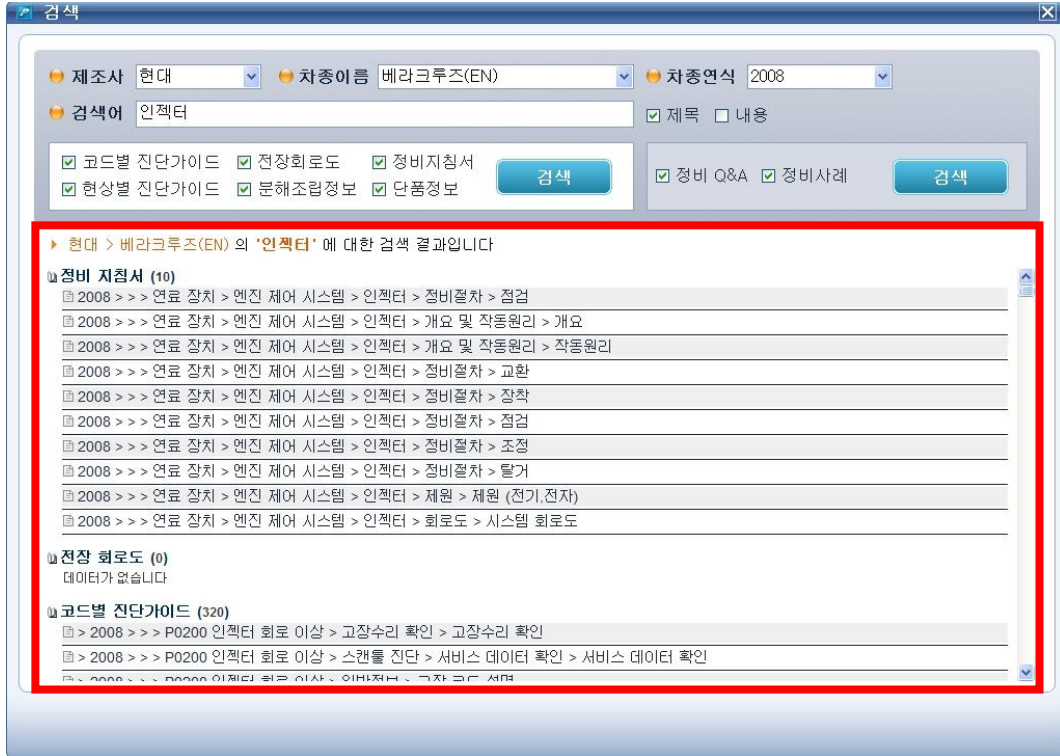 검색
제조사 현대 차종이름 베라크루즈(EN) 차종연식 2008
검색어 인젝터 제목 내용
코드별 진단가이드 전장회로도 정비지침서
현상별 진단가이드 분해조립정보 단품정보
검색
정비 Q&A 정비사례 검색
현대 > 베라크루즈(EN) 의 '인젝터' 에 대한 검색 결과입니다
정비 지침서 (10)
2008 > > > 연료 장치 > 엔진 제어 시스템 > 인젝터 > 정비절차 > 점검
2008 > > > 연료 장치 > 엔진 제어 시스템 > 인젝터 > 개요 및 작동원리 > 개요
2008 > > > 연료 장치 > 엔진 제어 시스템 > 인젝터 > 개요 및 작동원리 > 작동원리
2008 > > > 연료 장치 > 엔진 제어 시스템 > 인젝터 > 정비절차 > 교환
2008 > > > 연료 장치 > 엔진 제어 시스템 > 인젝터 > 정비절차 > 장착
2008 > > > 연료 장치 > 엔진 제어 시스템 > 인젝터 > 정비절차 > 점검
2008 > > > 연료 장치 > 엔진 제어 시스템 > 인젝터 > 정비절차 > 조정
2008 > > > 연료 장치 > 엔진 제어 시스템 > 인젝터 > 정비절차 > 탈거
2008 > > > 연료 장치 > 엔진 제어 시스템 > 인젝터 > 제원 > 제원 (전기,전자)
2008 > > > 연료 장치 > 엔진 제어 시스템 > 인젝터 > 회로도 > 시스템 회로도
전장 회로도 (0)
데이터가 없습니다
코드별 진단가이드 (320)
> 2008 > > > P0200 인젝터 회로 이상 > 고장수리 확인 > 고장수리 확인
> 2008 > > > P0200 인젝터 회로 이상 > 스캔툴 진단 > 서비스 데이터 확인 > 서비스 데이터 확인
> 2008 > > > P0200 인젝터 회로 이상 > 일반정보 > 고장 코드 설명